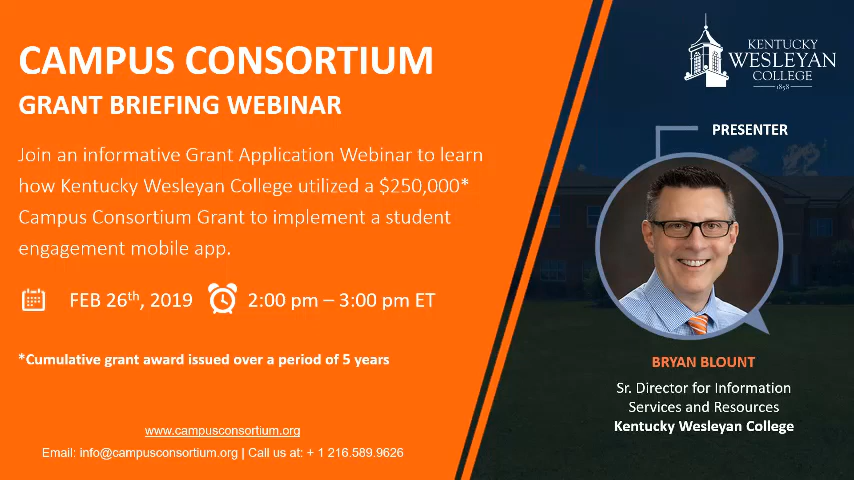 CAMPUS CONSORTIUM
GRANT BRIEFING WEBINAR
Join an informative Grant Application Webinar to learn
how Kentucky Wesleyan College utilized a $250,000*
Campus Consortium Grant to implement a student
engagement mobile app.
FEB 26th, 2019 2:00 pm – 3:00 pm ET
*Cumulative grant award issued over a period of 5 years
www.campusconsortium.org
Email: info@campusconsortium.org | Call us at: + 1 216.589.9626
KENTUCKY
WESLEYAN
COLLEGE
1858
PRESENTER
BRYAN BLOUNT
Sr. Director for Information
Services and Resources
Kentucky Wesleyan College